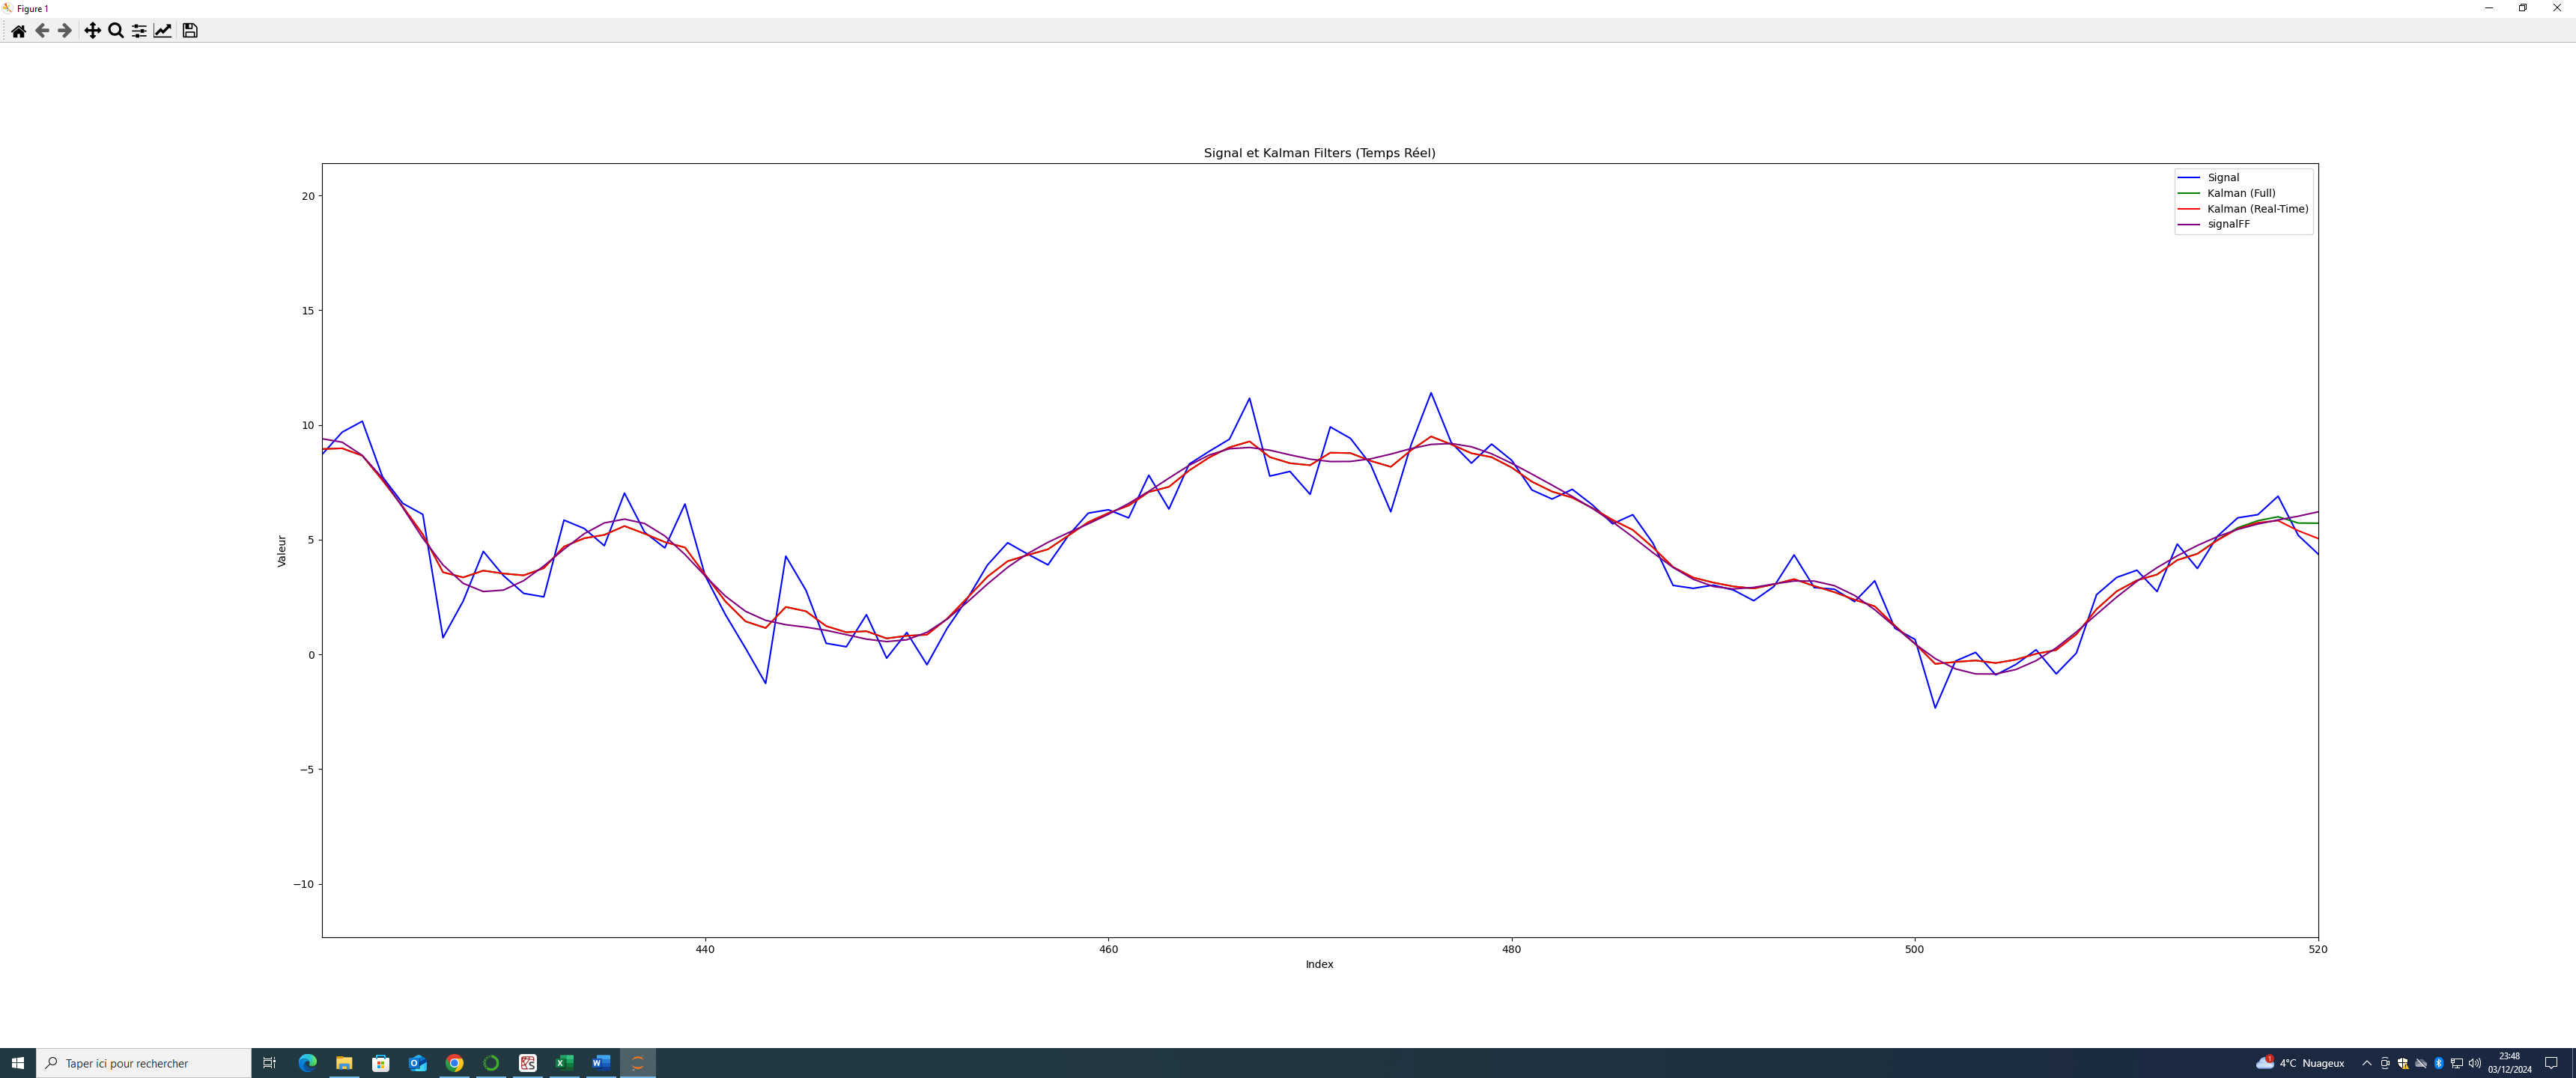 Figure 1
Signal et Kalman Filters (Temps Réel)
Signal
Kalman (Full)
Kalman (Real-Time)
signalFF
20
15
10
5
0
−5
−10
Valeur
440
460
480
500
520
Index
Taper ici pour rechercher
4°C Nuageux
23:48
03/12/2024